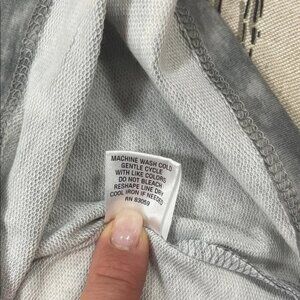 MACHINE WASH COLD
GENTLE CYCLE
WITH LIKE COLORS
DO NOT BLEACH
RESHAPE LINE DRY
COOL IRON IF NEEDED
RN 83059